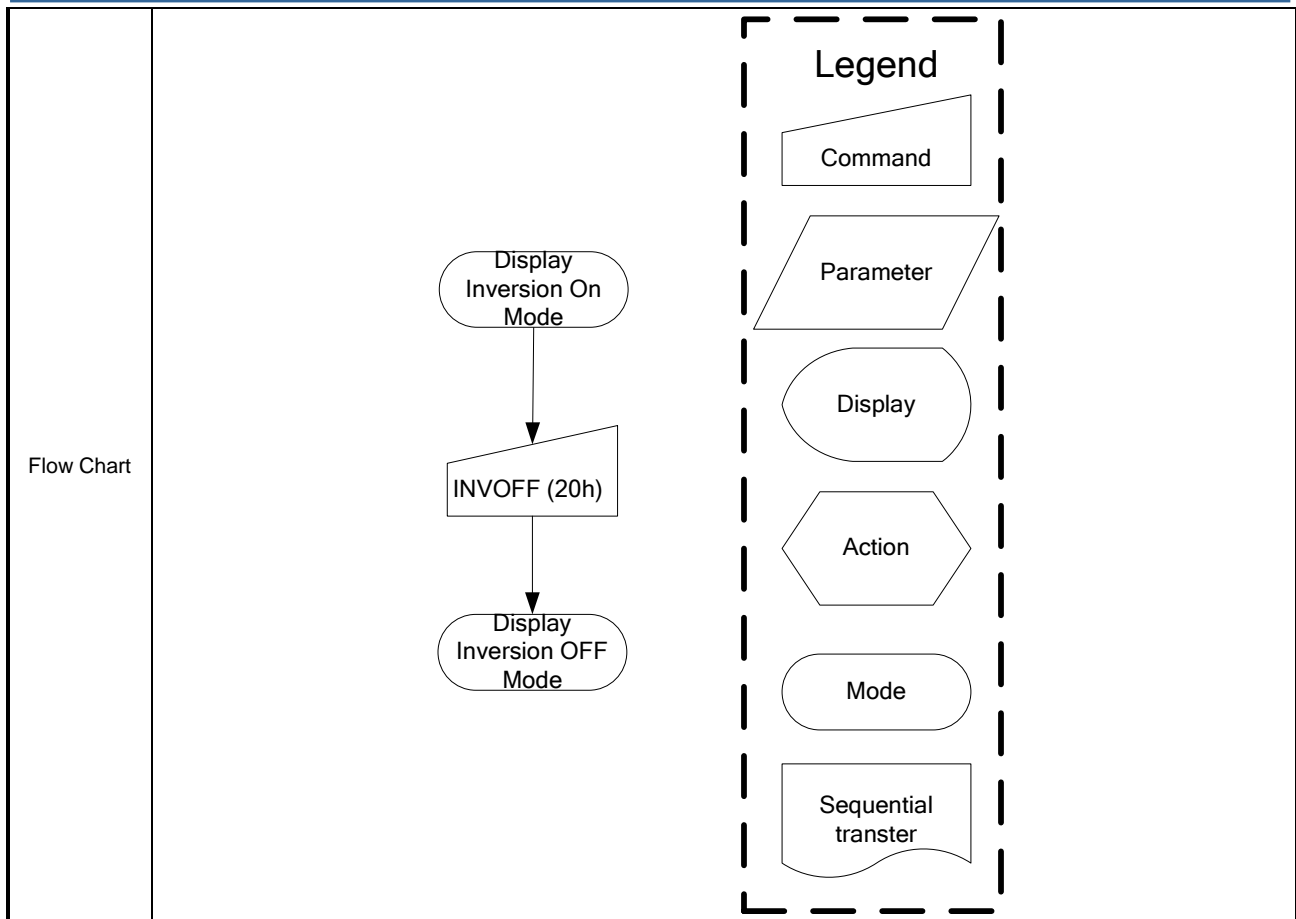 Flow Chart
Display
Inversion On
Mode
INVOFF (20h)
Display
Inversion OFF
Mode
Legend
Command
Parameter
Display
Action
Mode
Sequential
transter